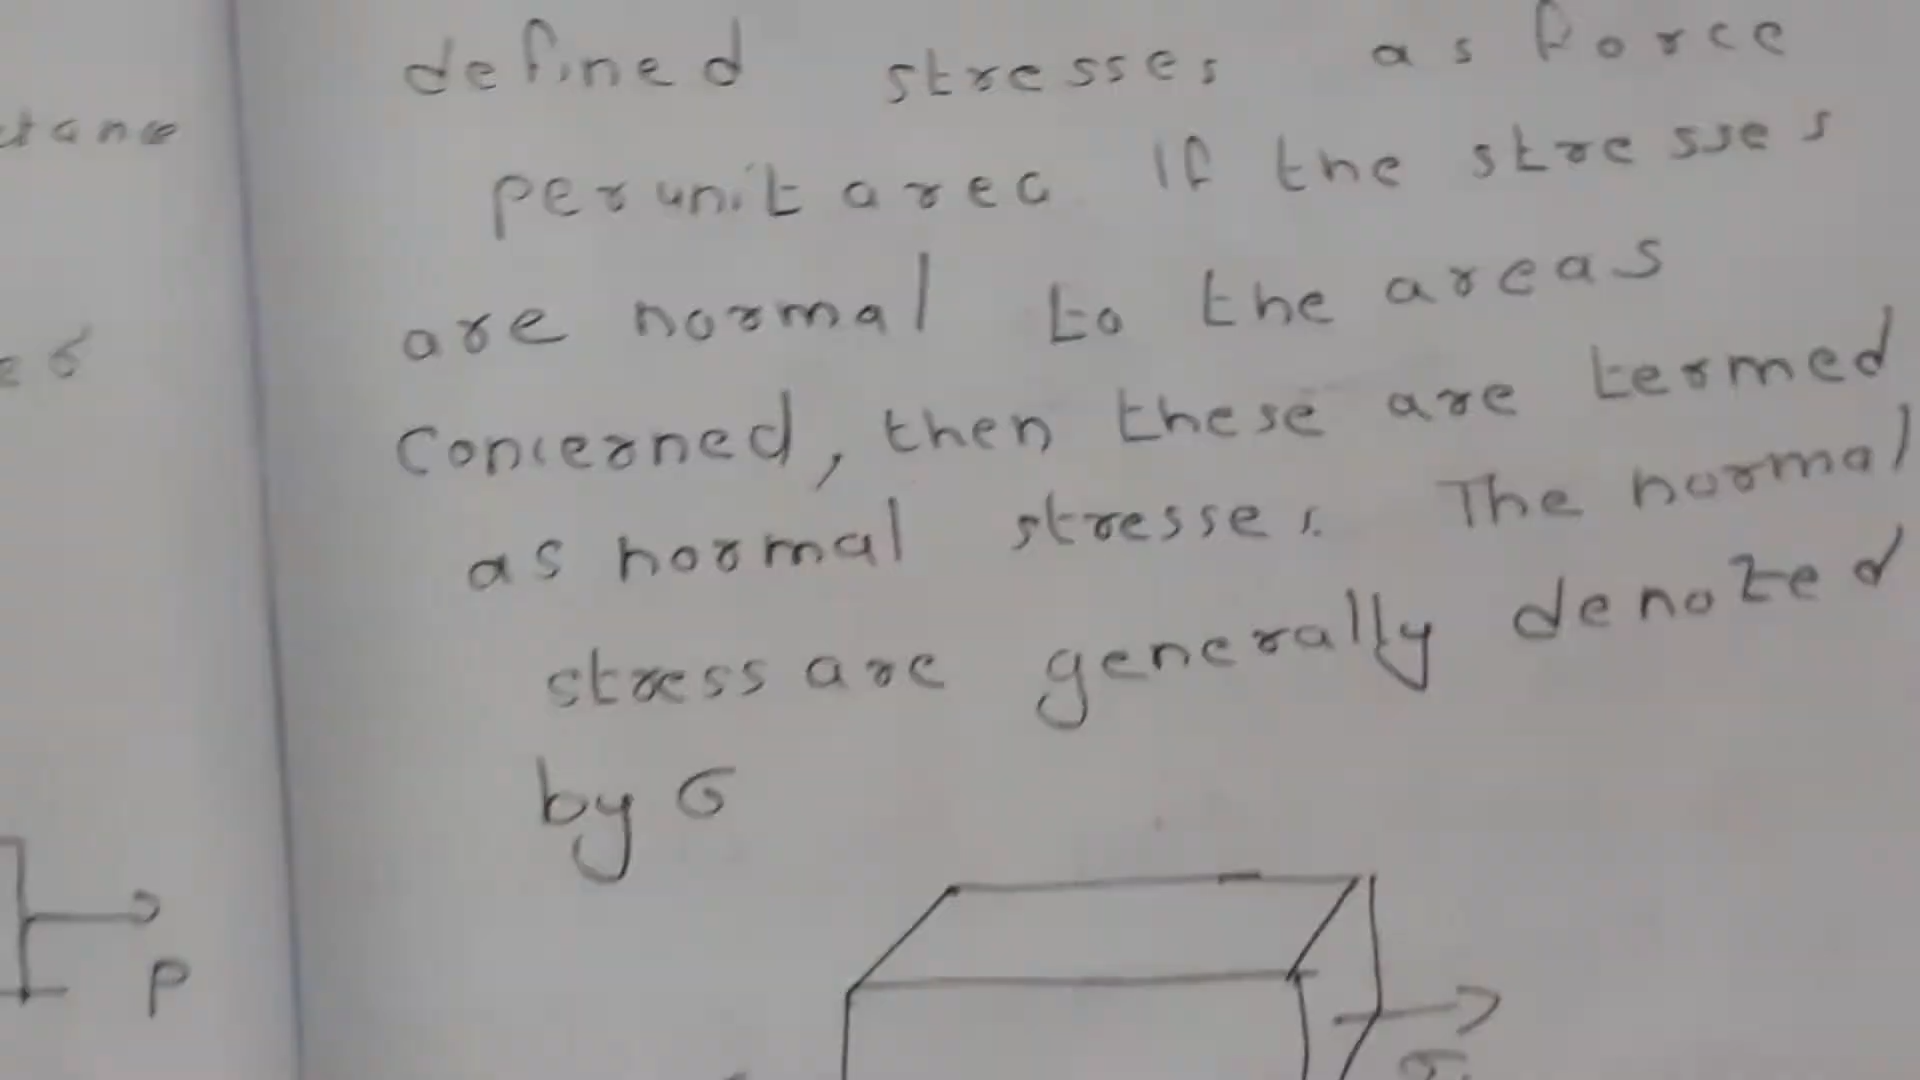 defined stresses as force
per unit area If the stresses
are normal to the areas
concerned, then these are termed
as normal stresses. The normal
stress are generally denoted
by σ
P